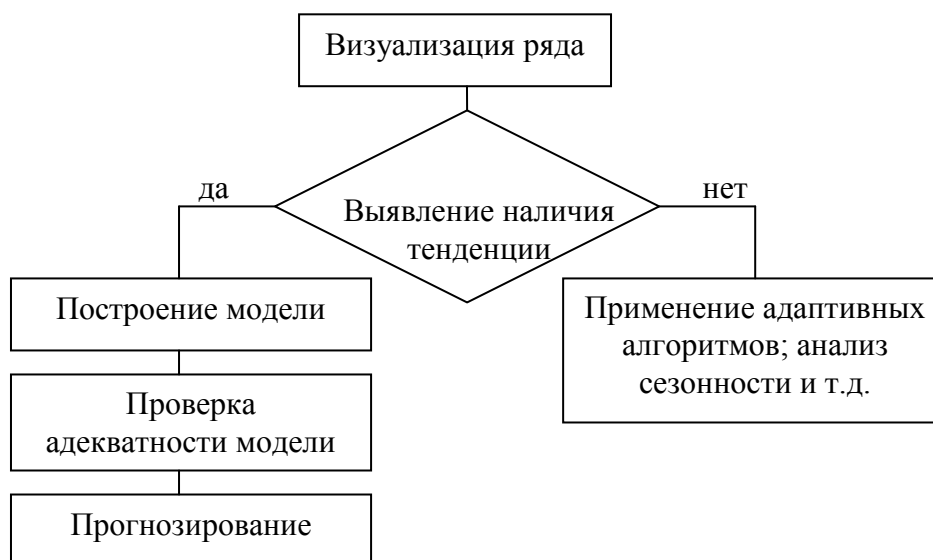 Визуализация ряда
да
нет
Выявление наличия
тенденции
Построение модели
Применение адаптивных
алгоритмов; анализ
сезонности и т.д.
Проверка
адекватности модели
Прогнозирование